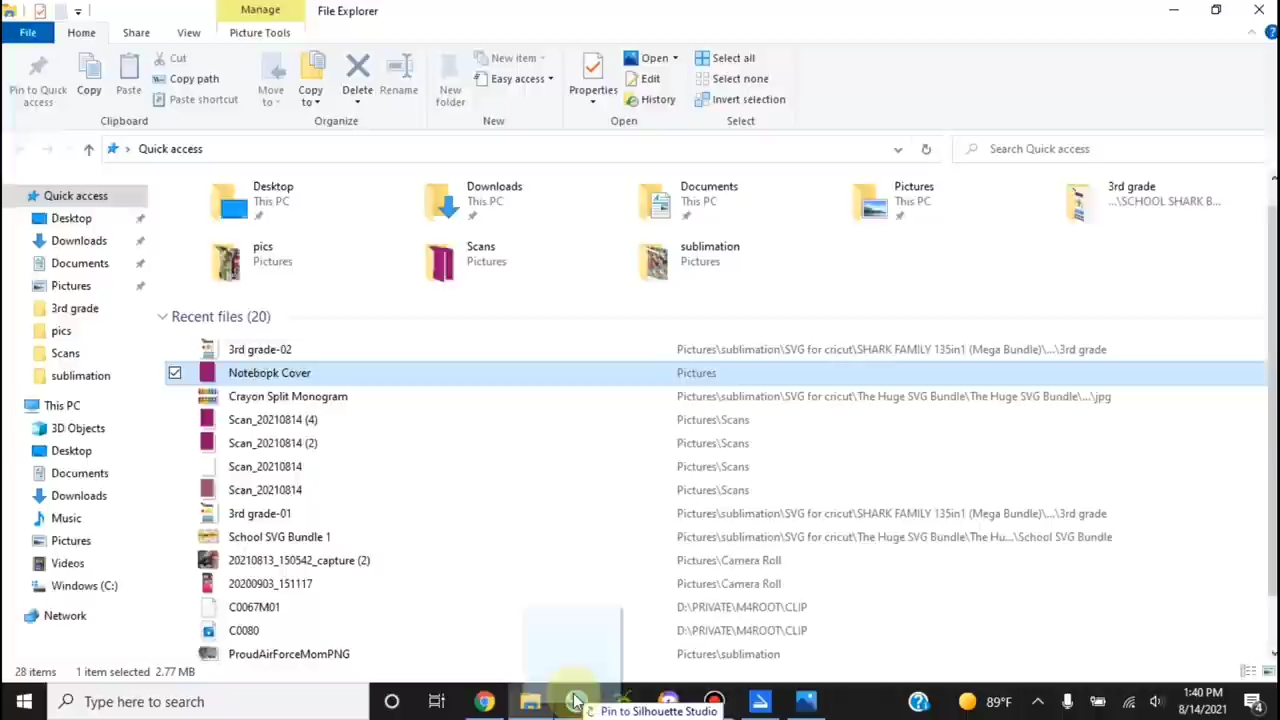 Manage
File Explorer
File
Home
Share
View
Picture Tools
Pin to Quick
access
Copy
Paste
Cut
Copy path
Paste shortcut
Move
to
Copy
to
Delete
Rename
New
folder
New item
Easy access
Properties
Open
Edit
History
Select all
Select none
Invert selection
Clipboard
Organize
New
Open
Select
Quick access
Search Quick access
Quick access
Desktop
Downloads
Documents
Pictures
3rd grade
pics
Scans
sublimation
This PC
3D Objects
Desktop
Documents
Downloads
Music
Pictures
Videos
Windows (C:)
Network
Desktop
This PC
Downloads
This PC
Documents
This PC
Pictures
This PC
3rd grade
...\SCHOOL SHARK B...
pics
Pictures
Scans
Pictures
sublimation
Pictures
Recent files (20)
3rd grade-02 Pictures\sublimation\SVG for cricut\SHARK FAMILY 135in1 (Mega Bundle)\...\3rd grade
Notebopk Cover Pictures
Crayon Split Monogram Pictures\sublimation\SVG for cricut\The Huge SVG Bundle\The Huge SVG Bundle\...\jpg
Scan_20210814 (4) Pictures\Scans
Scan_20210814 (2) Pictures\Scans
Scan_20210814 Pictures\Scans
Scan_20210814 Pictures\Scans
3rd grade-01 Pictures\sublimation\SVG for cricut\SHARK FAMILY 135in1 (Mega Bundle)\...\3rd grade
School SVG Bundle 1 Pictures\sublimation\SVG for cricut\The Huge SVG Bundle\The Hu...\School SVG Bundle
20210813_150542_capture (2) Pictures\Camera Roll
20200903_151117 Pictures\Camera Roll
C0067M01 D:\PRIVATE\M4ROOT\CLIP
C0080 D:\PRIVATE\M4ROOT\CLIP
ProudAirForceMomPNG Pictures\sublimation
28 items 1 item selected 2.77 MB
Type here to search
Pin to Silhouette Studio
89°F
1:40 PM
8/14/2021
4